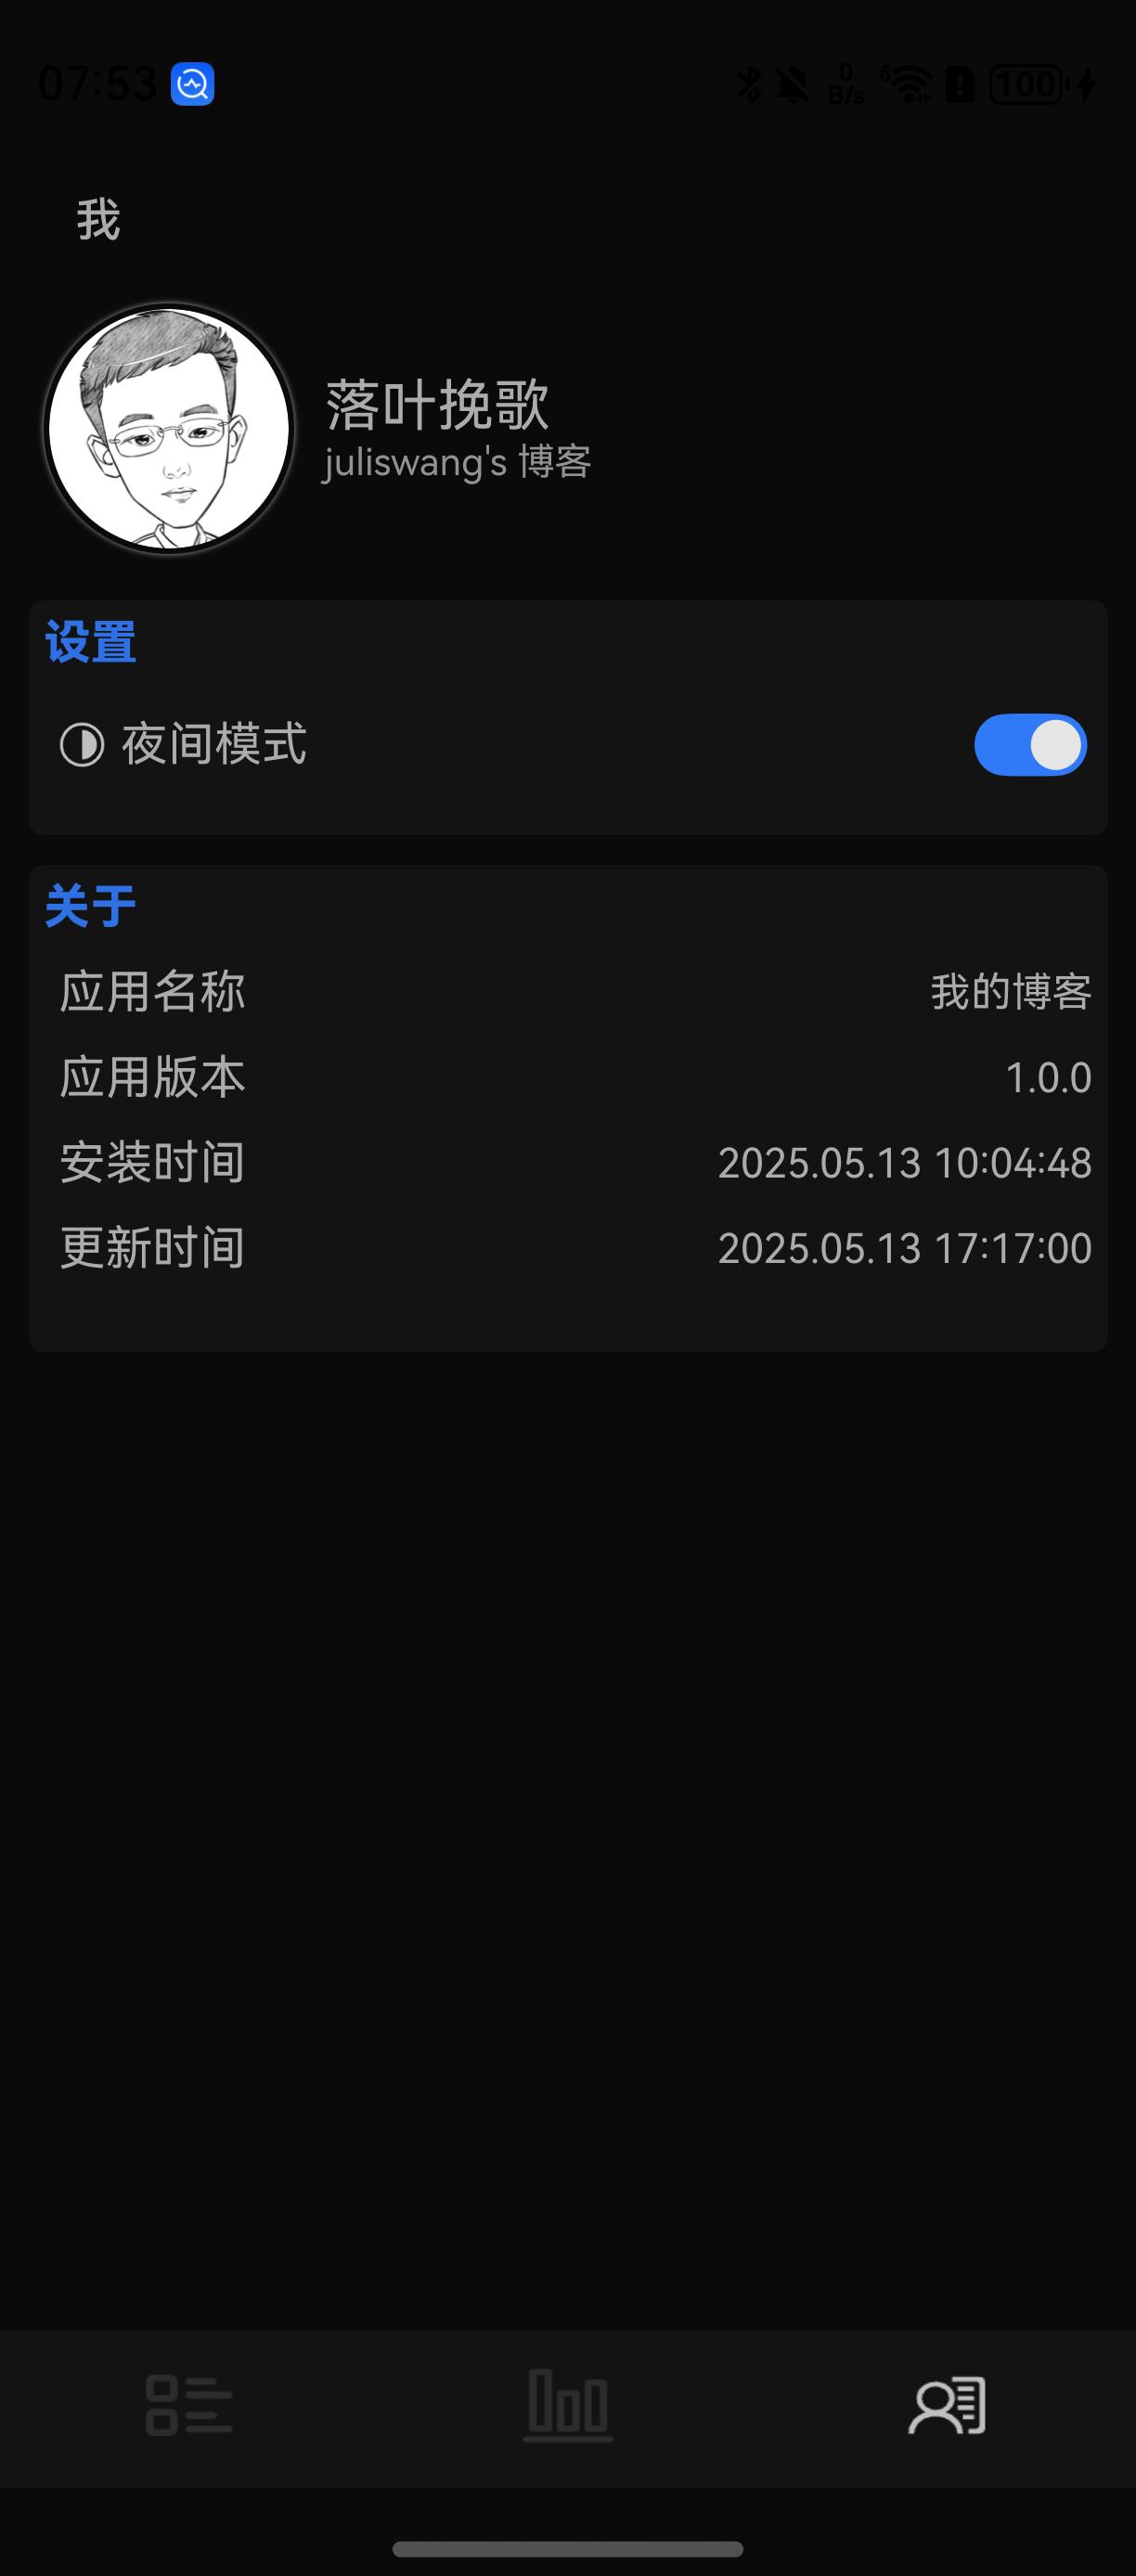 07:53
0
B/s
6
100
我
落叶挽歌
juliswang's 博客
设置
夜间模式
关于
应用名称 我的博客
应用版本 1.0.0
安装时间 2025.05.13 10:04:48
更新时间 2025.05.13 17:17:00